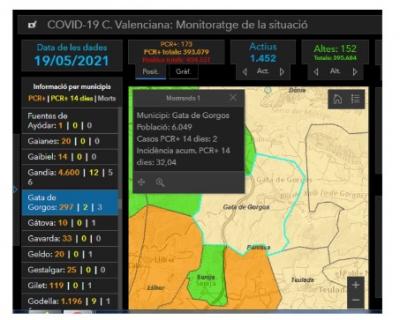 COVID-19 C. Valenciana: Monitoratge de la situació
Data de les dades
19/05/2021
PCR+: 173
PCR+ totals: 393.079
Actius
1.452
Altes: 152
Totals: 395.604
Posit.
Gràf.
Act.
Alt.
Informació per municipis
PCR+ | PCR+ 14 dies | Morts
Fuentes de
Ayódar: 1 | 0 | 0
Gaianes: 20 | 0 | 0
Gaibiel: 14 | 0 | 0
Gandia: 4.600 | 12 | 5
6
Gata de
Gorgos: 297 | 2 | 3
Gátova: 10 | 0 | 1
Gavarda: 33 | 0 | 0
Geldo: 20 | 0 | 1
Gestalgar: 25 | 0 | 0
Gilet: 119 | 0 | 1
Godella: 1.196 | 9 | 1
Mostrando 1
Municipi: Gata de Gorgos
Població: 6.049
Casos PCR+ 14 dies: 2
Incidència acum. PCR+ 14
dies: 32,04
Dénia
Gata de Gorgos
Gata de Gorgos
Teulada
Teulada
Llíber
Senija